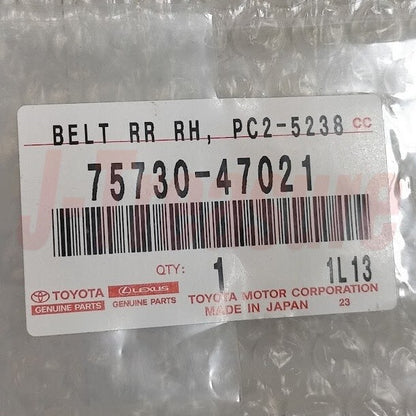 BELT RR RH, PC2-5238 CC
75730-47021
QTY: 1 1L13
TOYOTA LEXUS TOYOTA MOTOR CORPORATION
GENUINE PARTS GENUINE PARTS MADE IN JAPAN 23